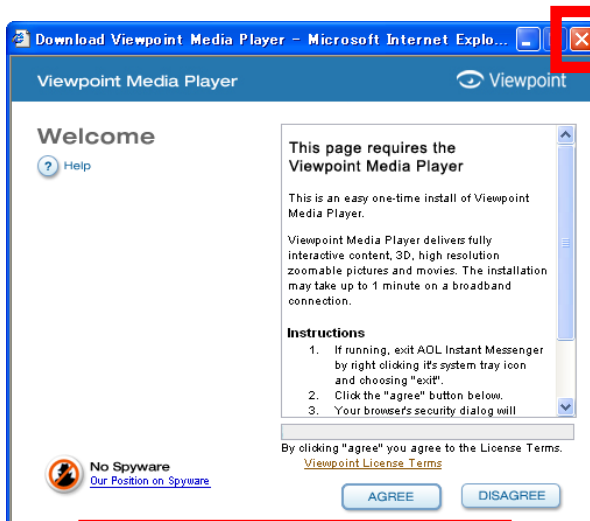 Download Viewpoint Media Player - Microsoft Internet Explo...
Viewpoint Media Player
Viewpoint
Welcome
? Help
This page requires the
Viewpoint Media Player
This is an easy one-time install of Viewpoint
Media Player.
Viewpoint Media Player delivers fully
interactive content, 3D, high resolution
zoomable pictures and movies. The installation
may take up to 1 minute on a broadband
connection.
Instructions
1. If running, exit AOL Instant Messenger
by right clicking it's system tray icon
and choosing "exit".
2. Click the "agree" button below.
3. Your browser's security dialog will
By clicking "agree" you agree to the License Terms.
Viewpoint License Terms
No Spyware
Our Position on Spyware
AGREE
DISAGREE